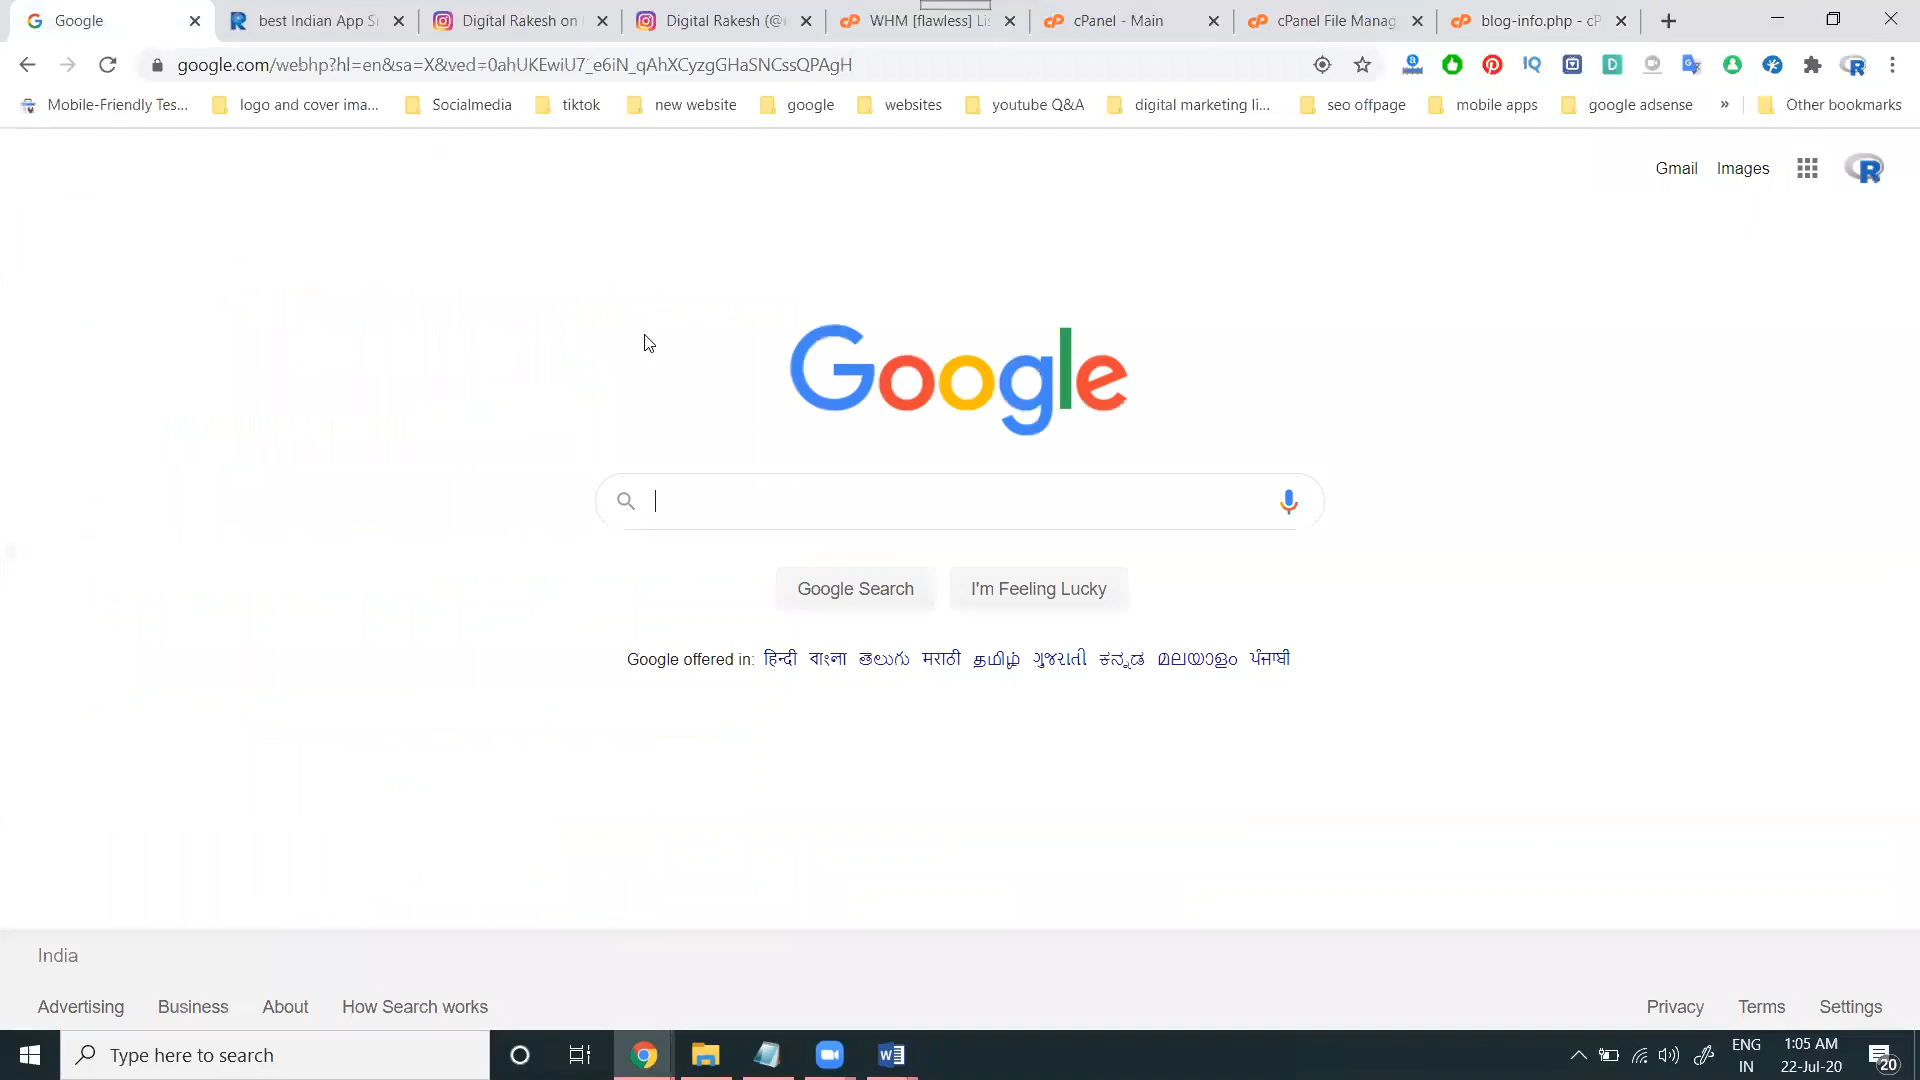 Google
best Indian App S
Digital Rakesh on
Digital Rakesh (@
WHM [flawless] Li
cPanel - Main
cPanel File Manag
blog-info.php - cP
google.com/webhp?hl=en&sa=X&ved=0ahUKEwiU7_e6iN_qAhXCyzgGHaSNCssQPAgH
Mobile-Friendly Tes...
logo and cover ima...
Socialmedia
tiktok
new website
google
websites
youtube Q&A
digital marketing li...
seo offpage
mobile apps
google adsense
»
Other bookmarks
Gmail Images
Google
Google Search
I'm Feeling Lucky
Google offered in: हिन्दी বাংলা తెలుగు मराठी தமிழ் ગુજરાતી ಕನ್ನಡ മലയാളം ਪੰਜਾਬੀ
India
Advertising Business About How Search works
Privacy Terms Settings
Type here to search
ENG
IN
1:05 AM
22-Jul-20
20